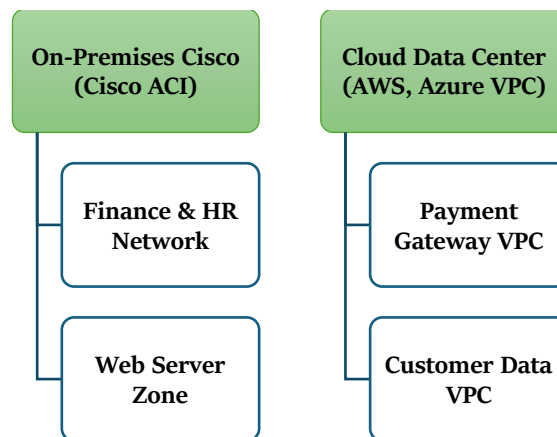 On-Premises Cisco
(Cisco ACI)
Finance & HR
Network
Web Server
Zone
Cloud Data Center
(AWS, Azure VPC)
Payment
Gateway VPC
Customer Data
VPC